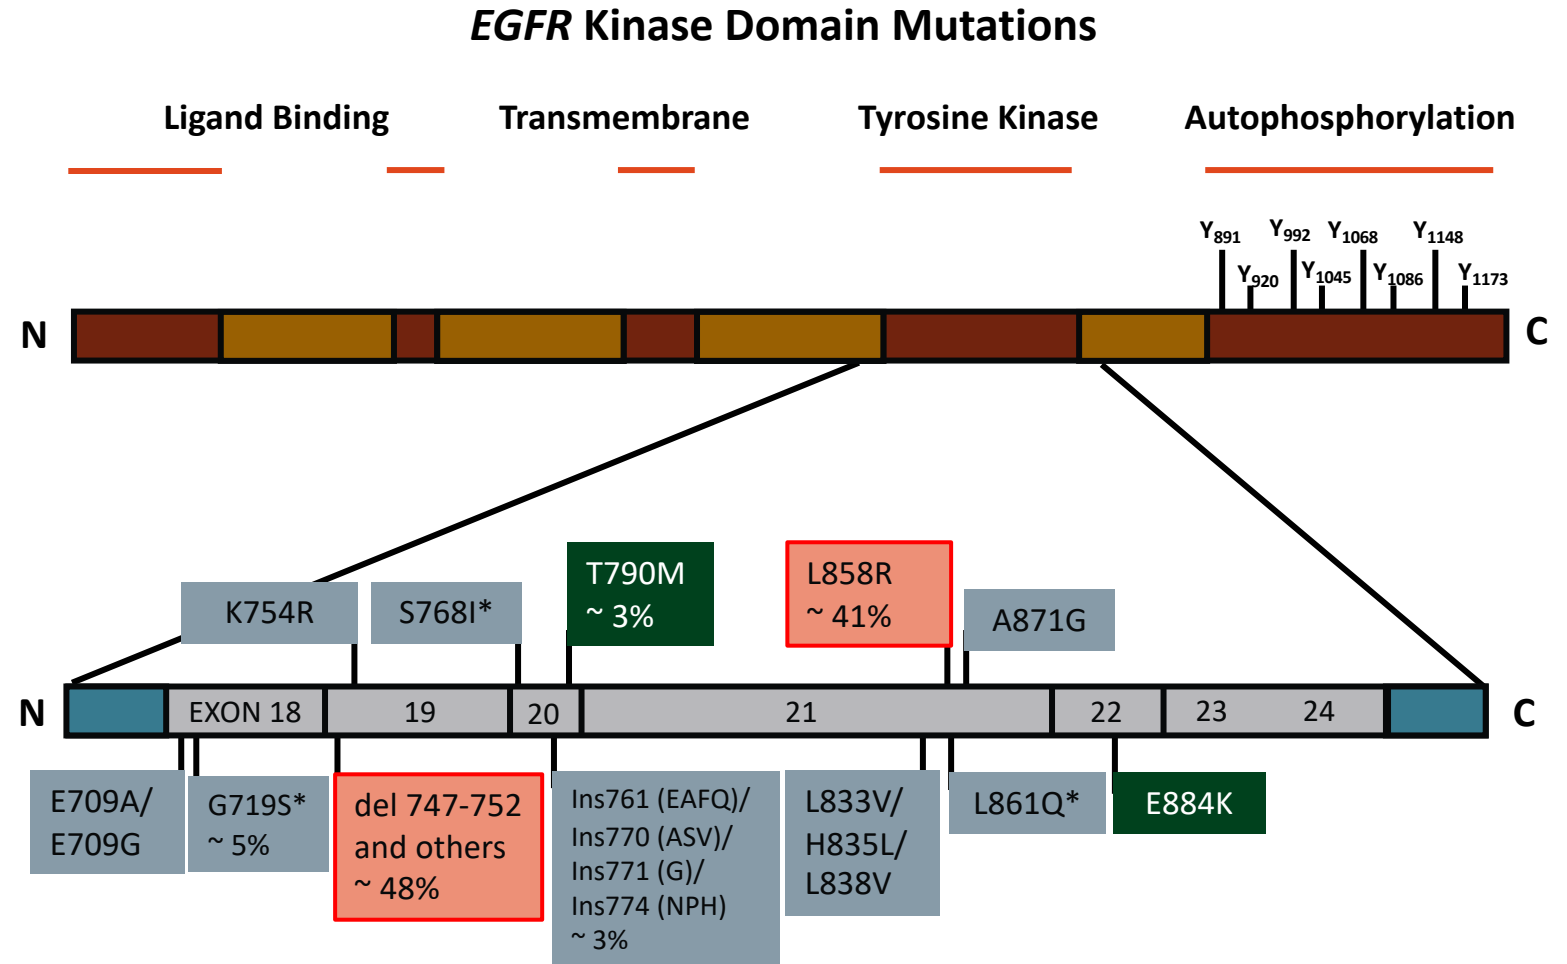 EGFR Kinase Domain Mutations
Ligand Binding
Transmembrane
Tyrosine Kinase
Autophosphorylation
Y891
Y920
Y992
Y1045
Y1068
Y1086
Y1148
Y1173
N
C
K754R
S768I*
T790M
~ 3%
L858R
~ 41%
A871G
N
EXON 18
19
20
21
22
23
24
C
E709A/
E709G
G719S*
~ 5%
del 747-752
and others
~ 48%
Ins761 (EAFQ)/
Ins770 (ASV)/
Ins771 (G)/
Ins774 (NPH)
~ 3%
L833V/
H835L/
L838V
L861Q*
E884K